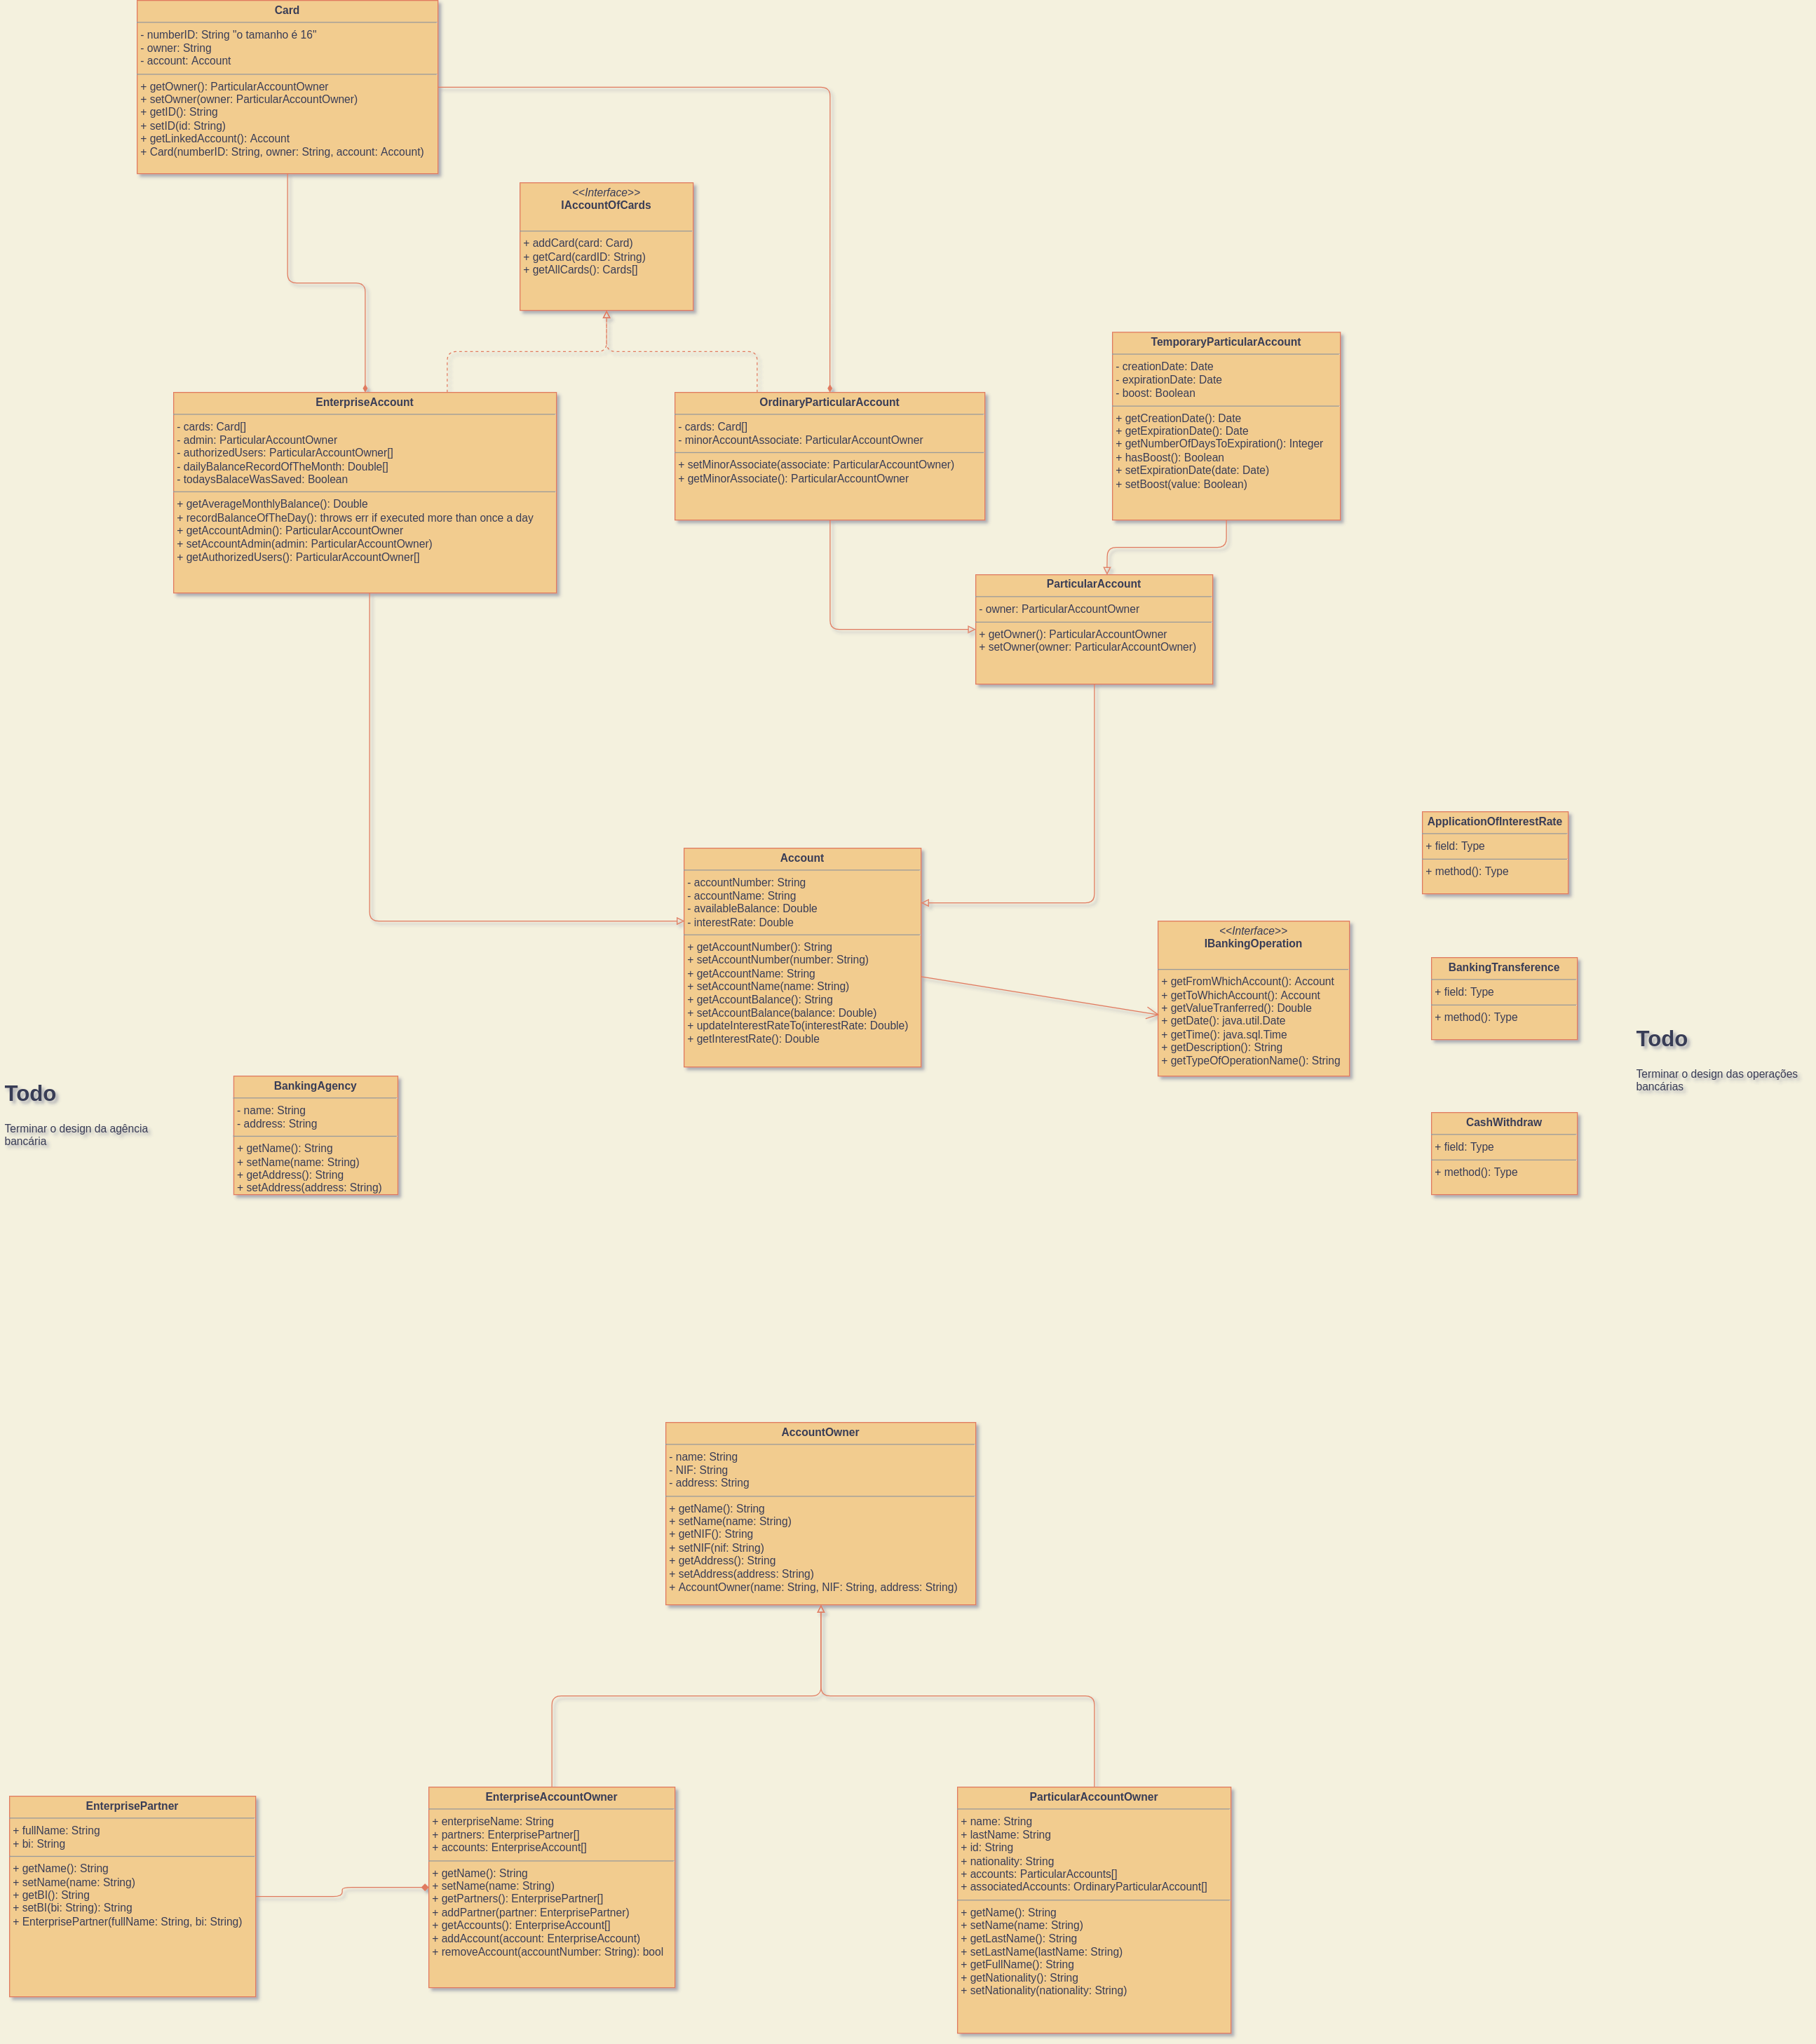 Card
- numberID: String "o tamanho é 16"
- owner: String
- account: Account
+ getOwner(): ParticularAccountOwner
+ setOwner(owner: ParticularAccountOwner)
+ getID(): String
+ setID(id: String)
+ getLinkedAccount(): Account
+ Card(numberID: String, owner: String, account: Account)
<<Interface>>
IAccountOfCards
+ addCard(card: Card)
+ getCard(cardID: String)
+ getAllCards(): Cards[]
TemporaryParticularAccount
- creationDate: Date
- expirationDate: Date
- boost: Boolean
+ getCreationDate(): Date
+ getExpirationDate(): Date
+ getNumberOfDaysToExpiration(): Integer
+ hasBoost(): Boolean
+ setExpirationDate(date: Date)
+ setBoost(value: Boolean)
EnterpriseAccount
- cards: Card[]
- admin: ParticularAccountOwner
- authorizedUsers: ParticularAccountOwner[]
- dailyBalanceRecordOfTheMonth: Double[]
- todaysBalaceWasSaved: Boolean
+ getAverageMonthlyBalance(): Double
+ recordBalanceOfTheDay(): throws err if executed more than once a day
+ getAccountAdmin(): ParticularAccountOwner
+ setAccountAdmin(admin: ParticularAccountOwner)
+ getAuthorizedUsers(): ParticularAccountOwner[]
OrdinaryParticularAccount
- cards: Card[]
- minorAccountAssociate: ParticularAccountOwner
+ setMinorAssociate(associate: ParticularAccountOwner)
+ getMinorAssociate(): ParticularAccountOwner
ParticularAccount
- owner: ParticularAccountOwner
+ getOwner(): ParticularAccountOwner
+ setOwner(owner: ParticularAccountOwner)
ApplicationOfInterestRate
+ field: Type
+ method(): Type
Account
- accountNumber: String
- accountName: String
- availableBalance: Double
- interestRate: Double
+ getAccountNumber(): String
+ setAccountNumber(number: String)
+ getAccountName: String
+ setAccountName(name: String)
+ getAccountBalance(): String
+ setAccountBalance(balance: Double)
+ updateInterestRateTo(interestRate: Double)
+ getInterestRate(): Double
<<Interface>>
IBankingOperation
+ getFromWhichAccount(): Account
+ getToWhichAccount(): Account
+ getValueTranferred(): Double
+ getDate(): java.util.Date
+ getTime(): java.sql.Time
+ getDescription(): String
+ getTypeOfOperationName(): String
BankingTransference
+ field: Type
+ method(): Type
Todo
Terminar o design das operações
bancárias
Todo
Terminar o design da agência
bancária
BankingAgency
- name: String
- address: String
+ getName(): String
+ setName(name: String)
+ getAddress(): String
+ setAddress(address: String)
CashWithdraw
+ field: Type
+ method(): Type
AccountOwner
- name: String
- NIF: String
- address: String
+ getName(): String
+ setName(name: String)
+ getNIF(): String
+ setNIF(nif: String)
+ getAddress(): String
+ setAddress(address: String)
+ AccountOwner(name: String, NIF: String, address: String)
EnterprisePartner
+ fullName: String
+ bi: String
+ getName(): String
+ setName(name: String)
+ getBI(): String
+ setBI(bi: String): String
+ EnterprisePartner(fullName: String, bi: String)
EnterpriseAccountOwner
+ enterpriseName: String
+ partners: EnterprisePartner[]
+ accounts: EnterpriseAccount[]
+ getName(): String
+ setName(name: String)
+ getPartners(): EnterprisePartner[]
+ addPartner(partner: EnterprisePartner)
+ getAccounts(): EnterpriseAccount[]
+ addAccount(account: EnterpriseAccount)
+ removeAccount(accountNumber: String): bool
ParticularAccountOwner
+ name: String
+ lastName: String
+ id: String
+ nationality: String
+ accounts: ParticularAccounts[]
+ associatedAccounts: OrdinaryParticularAccount[]
+ getName(): String
+ setName(name: String)
+ getLastName(): String
+ setLastName(lastName: String)
+ getFullName(): String
+ getNationality(): String
+ setNationality(nationality: String)